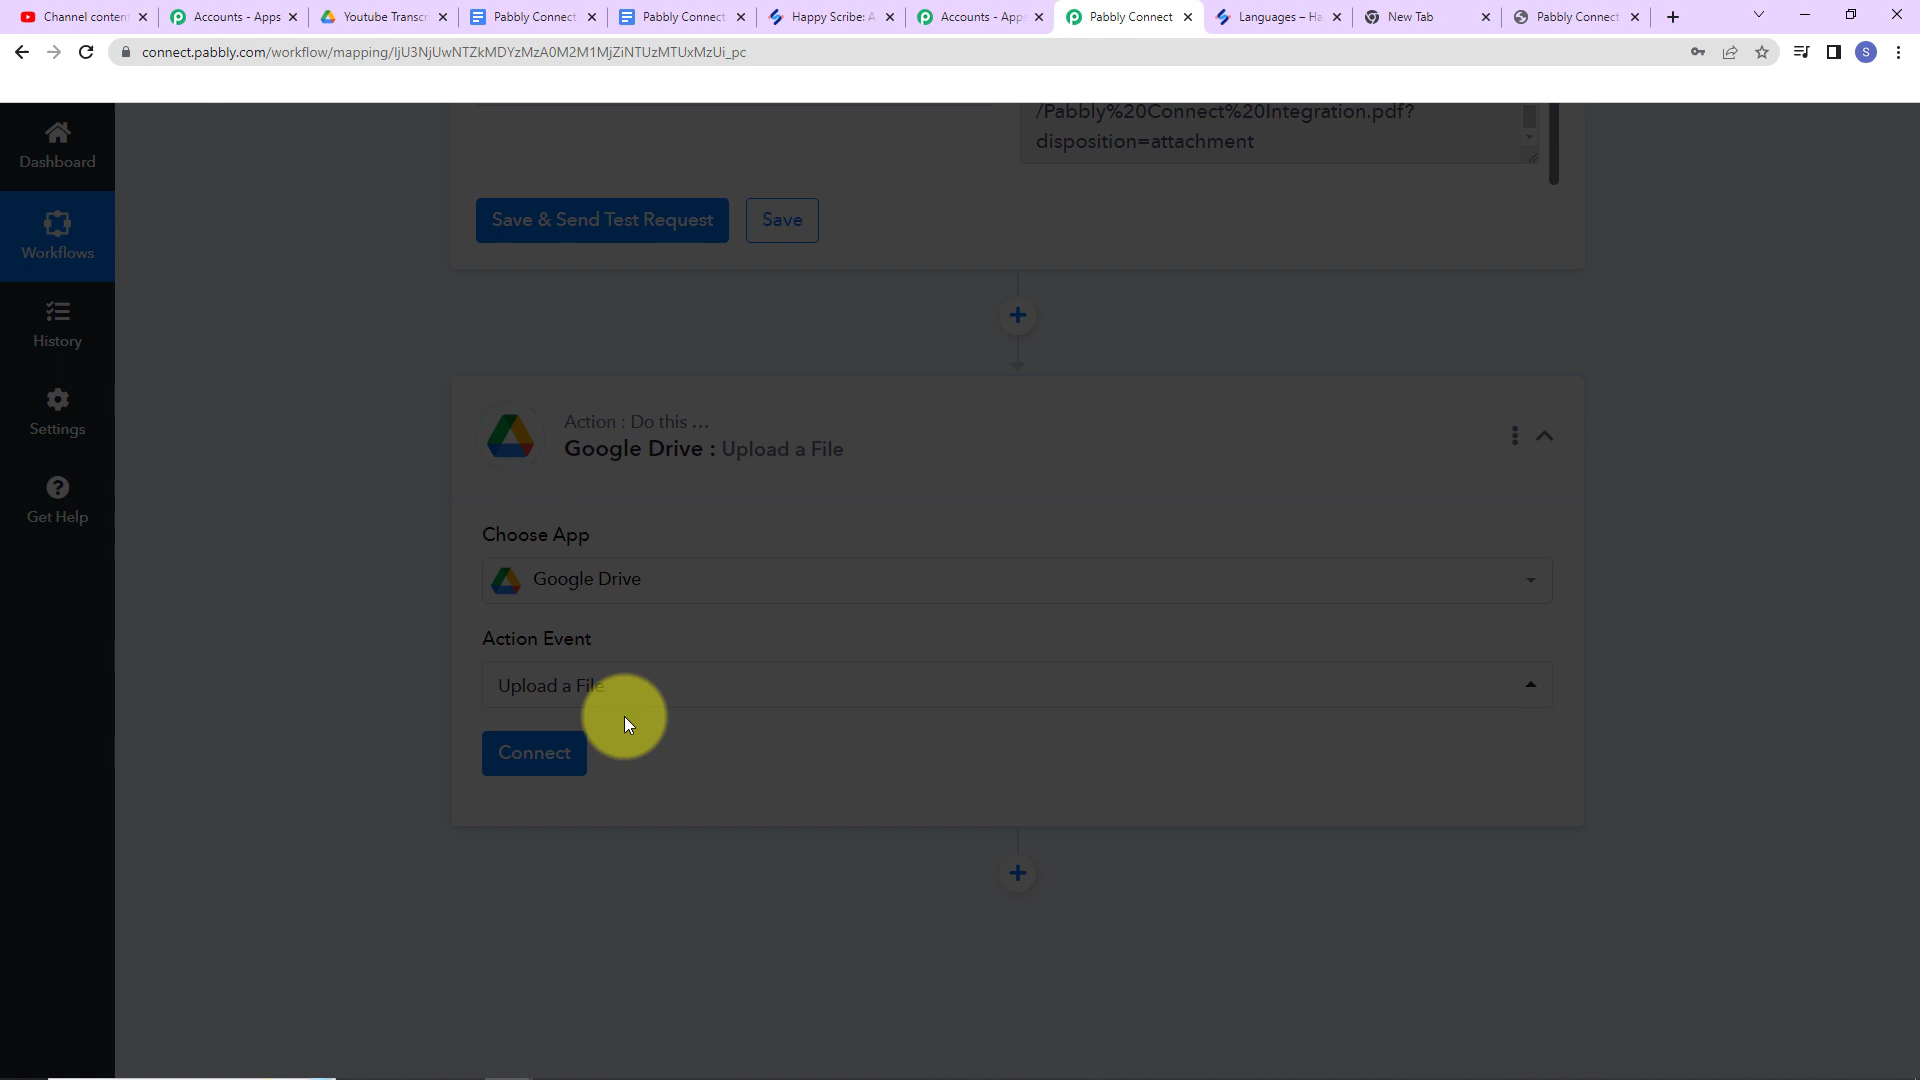 Channel content
Accounts - Apps
Youtube Transcr
Pabbly Connect
Pabbly Connect
Happy Scribe: A
Accounts - Apps
Pabbly Connect
Languages – Ha
New Tab
Pabbly Connect
connect.pabbly.com/workflow/mapping/IjU3NjUwNTZkMDYzMzA0M2M1MjZiNTUzMTUxMzUi_pc
S
Dashboard
Workflows
History
Settings
Get Help
/Pabbly%20Connect%20Integration.pdf?
disposition=attachment
Save & Send Test Request
Save
Action : Do this ...
Google Drive : Upload a File
Choose App
Google Drive
Action Event
Upload a File
Connect